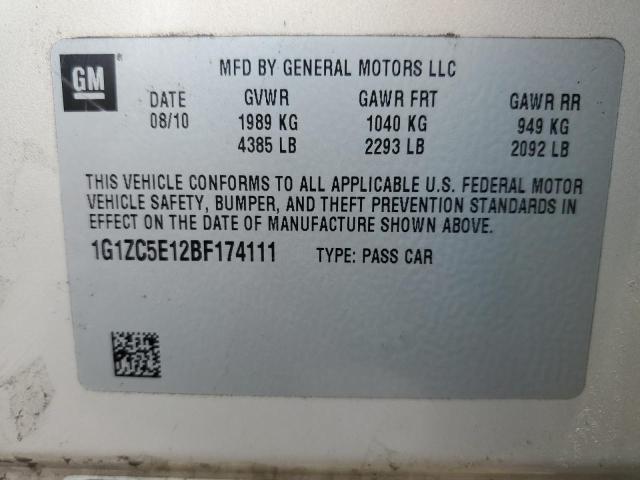 GM
MFD BY GENERAL MOTORS LLC
DATE GVWR GAWR FRT GAWR RR
08/10 1989 KG 1040 KG 949 KG
4385 LB 2293 LB 2092 LB
THIS VEHICLE CONFORMS TO ALL APPLICABLE U.S. FEDERAL MOTOR
VEHICLE SAFETY, BUMPER, AND THEFT PREVENTION STANDARDS IN
EFFECT ON THE DATE OF MANUFACTURE SHOWN ABOVE.
1G1ZC5E12BF174111 TYPE: PASS CAR